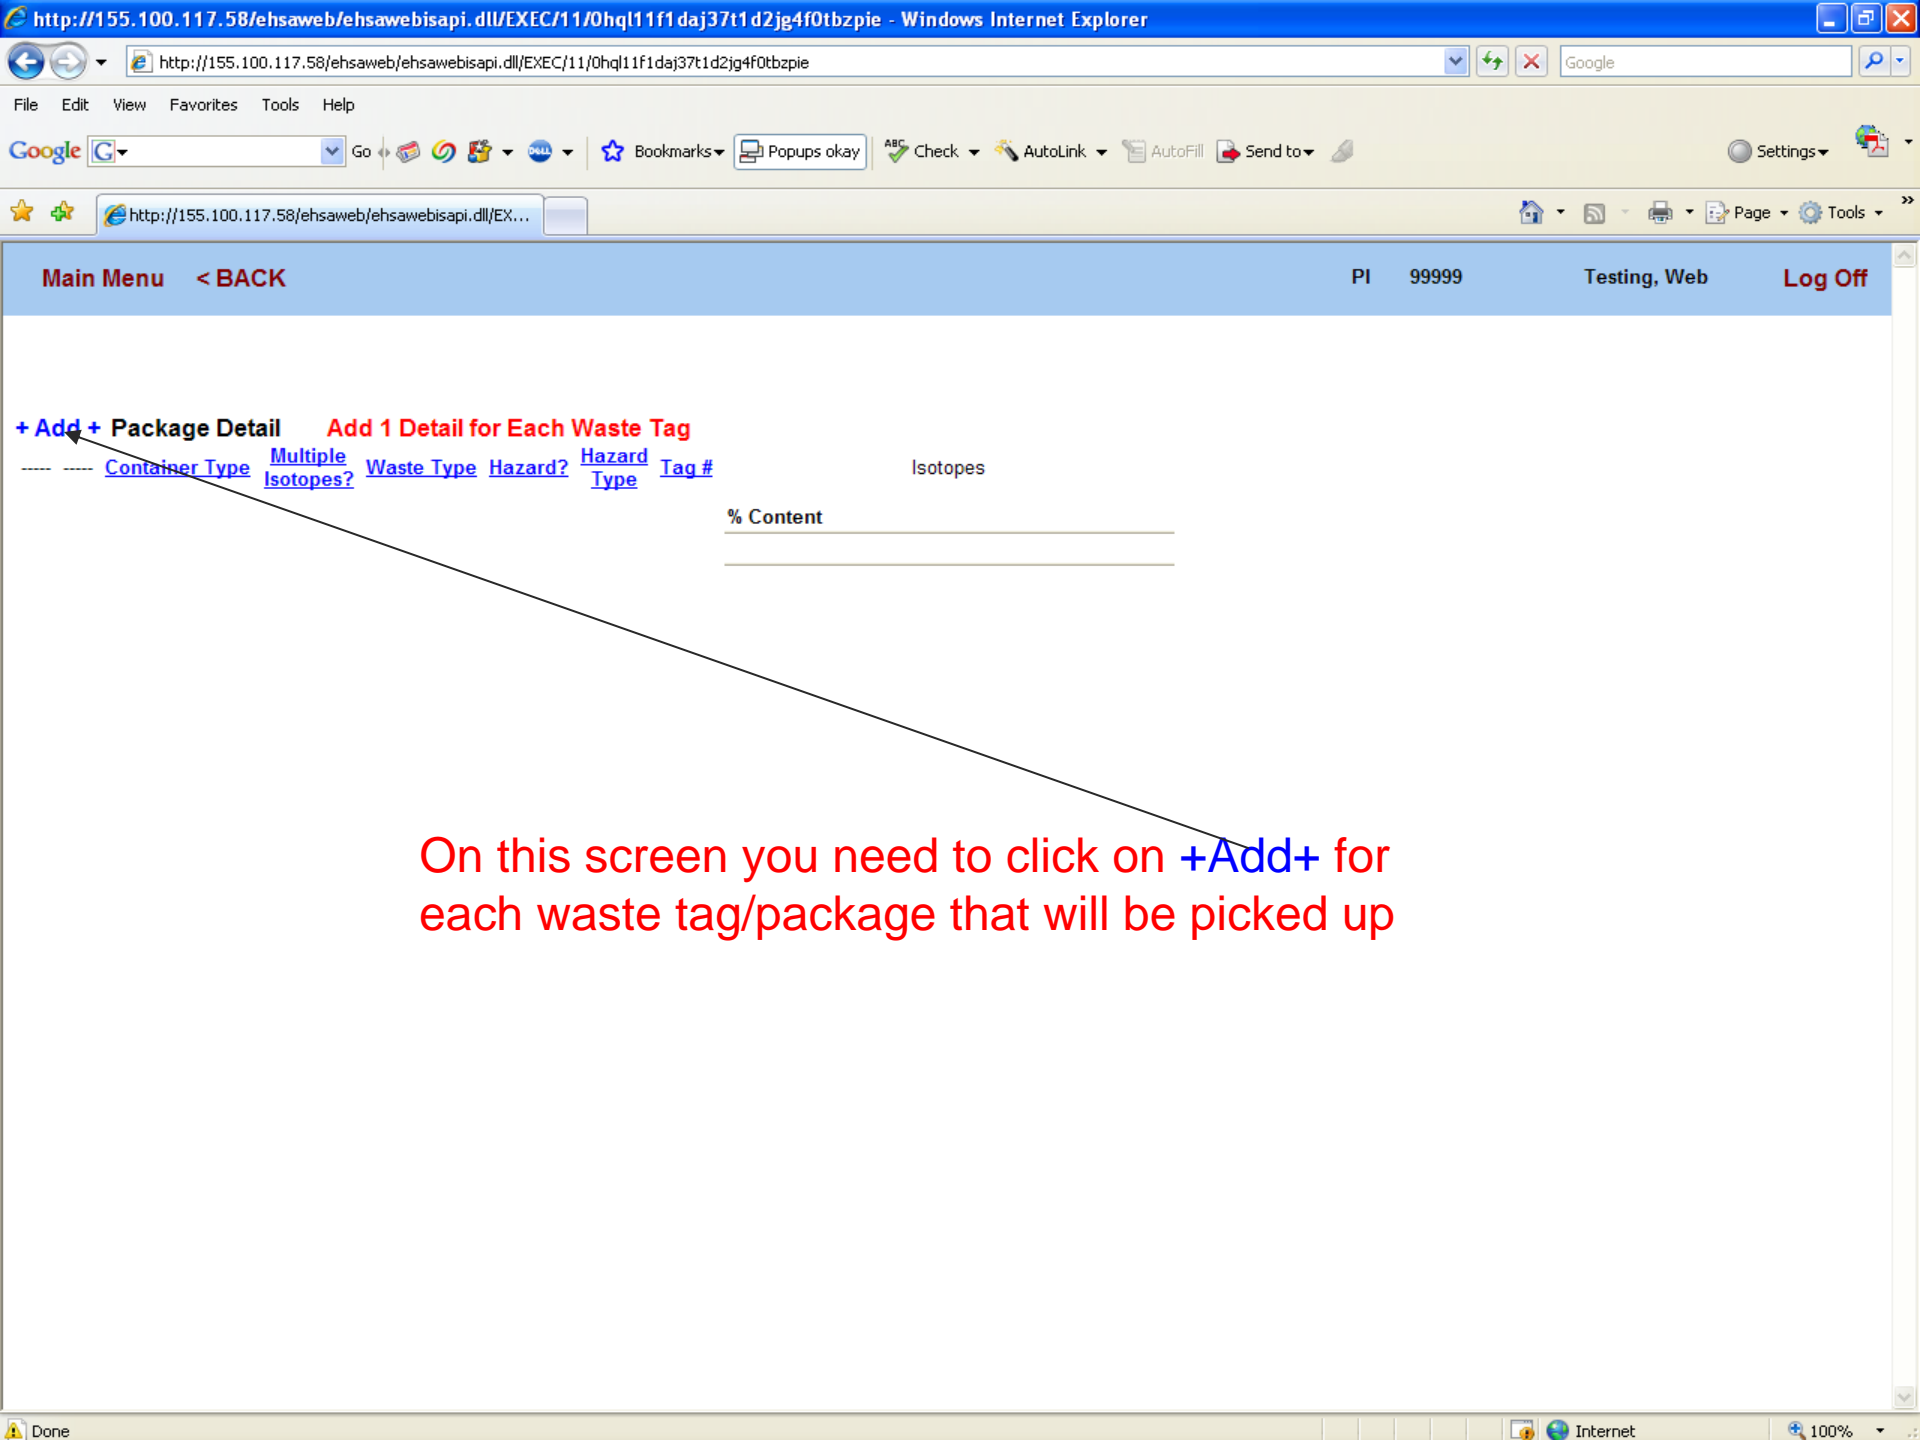 http://155.100.117.58/ehsaweb/ehsawebisapi.dll/EXEC/11/0hql11f1daj37t1d2jg4f0tbzpie - Windows Internet Explorer
http://155.100.117.58/ehsaweb/ehsawebisapi.dll/EXEC/11/0hql11f1daj37t1d2jg4f0tbzpie
Google
File Edit View Favorites Tools Help
Google G Go DELL Bookmarks Popups okay ABC Check AutoLink AutoFill Send to Settings
http://155.100.117.58/ehsaweb/ehsawebisapi.dll/EX...
Page Tools »
Main Menu < BACK PI 99999 Testing, Web Log Off
+ Add + Package Detail Add 1 Detail for Each Waste Tag
----- ----- Container Type Multiple Isotopes? Waste Type Hazard? Hazard Type Tag # Isotopes
% Content
On this screen you need to click on +Add+ for
each waste tag/package that will be picked up
Done Internet 100%